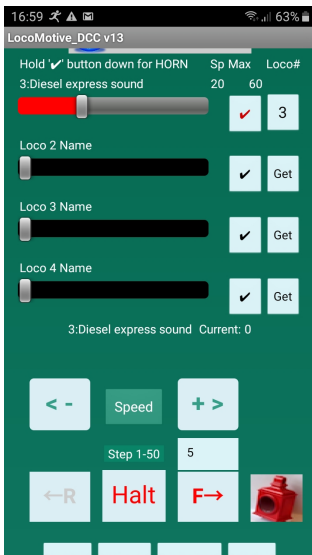 16:59 63%
LocoMotive_DCC v13
Hold '✔' button down for HORN Sp Max Loco#
3:Diesel express sound 20 60
✔ 3
Loco 2 Name
✔ Get
Loco 3 Name
✔ Get
Loco 4 Name
✔ Get
3:Diesel express sound Current: 0
< - Speed + >
Step 1-50 5
←R Halt F→